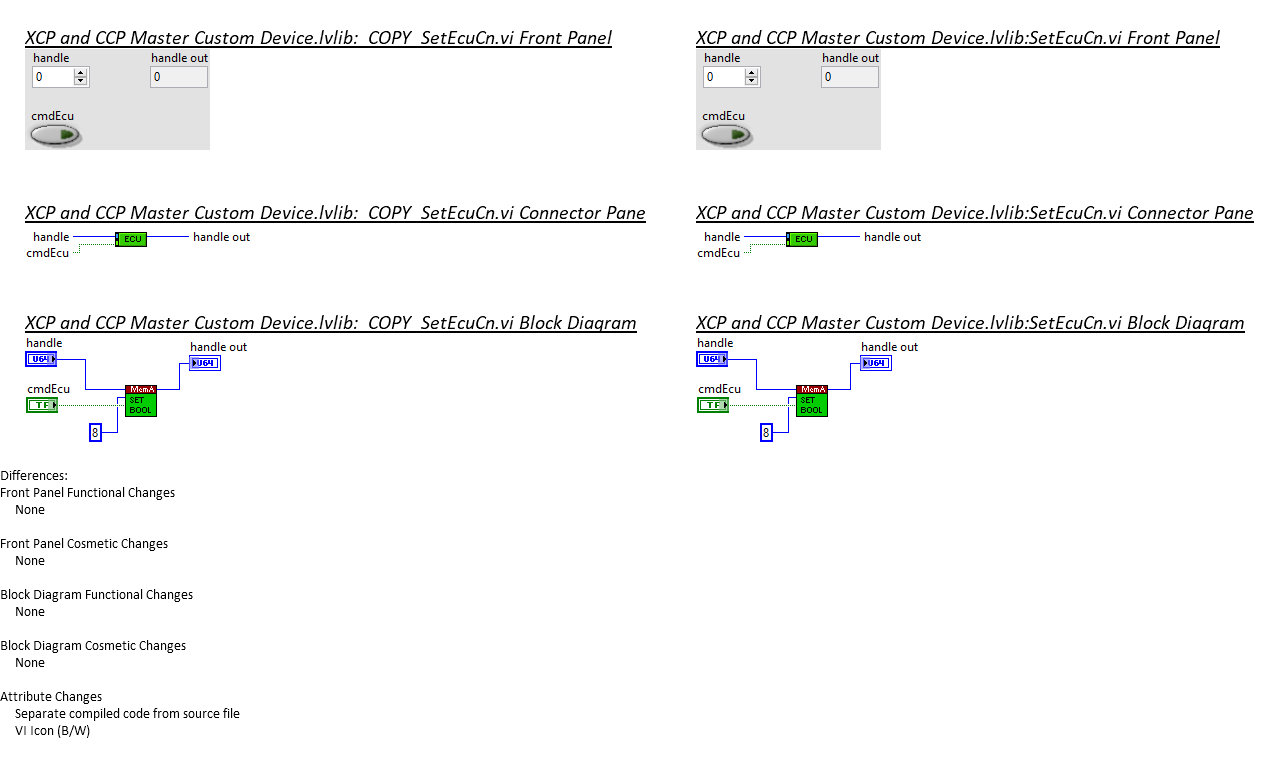 XCP and CCP Master Custom Device.lvlib:_COPY_SetEcuCn.vi Front Panel
handle
handle out
0
0
cmdEcu
XCP and CCP Master Custom Device.lvlib:SetEcuCn.vi Front Panel
handle
handle out
0
0
cmdEcu
XCP and CCP Master Custom Device.lvlib:_COPY_SetEcuCn.vi Connector Pane
handle
ECU
handle out
cmdEcu
XCP and CCP Master Custom Device.lvlib:SetEcuCn.vi Connector Pane
handle
ECU
handle out
cmdEcu
XCP and CCP Master Custom Device.lvlib:_COPY_SetEcuCn.vi Block Diagram
handle
handle out
U64
U64
cmdEcu
TF
MemA
SET
BOOL
8
XCP and CCP Master Custom Device.lvlib:SetEcuCn.vi Block Diagram
handle
handle out
U64
U64
cmdEcu
TF
MemA
SET
BOOL
8
Differences:
Front Panel Functional Changes
None
Front Panel Cosmetic Changes
None
Block Diagram Functional Changes
None
Block Diagram Cosmetic Changes
None
Attribute Changes
Separate compiled code from source file
VI Icon (B/W)